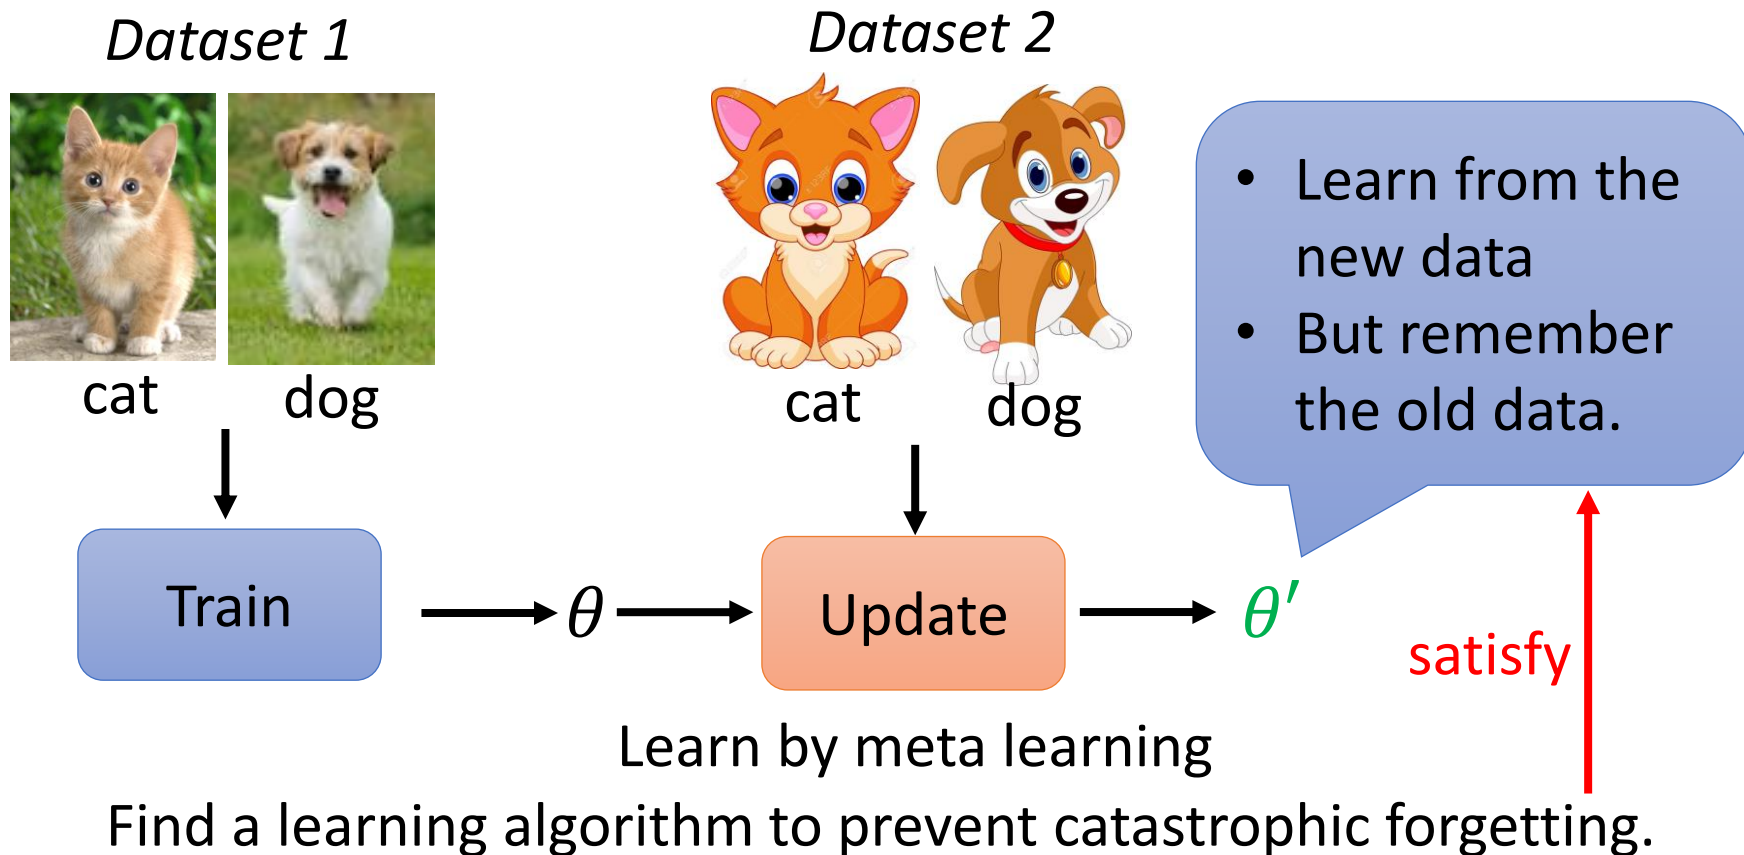 Dataset 1
Dataset 2
cat
dog
cat
dog
• Learn from the
new data
• But remember
the old data.
Train
θ
Update
θ′
satisfy
Learn by meta learning
Find a learning algorithm to prevent catastrophic forgetting.